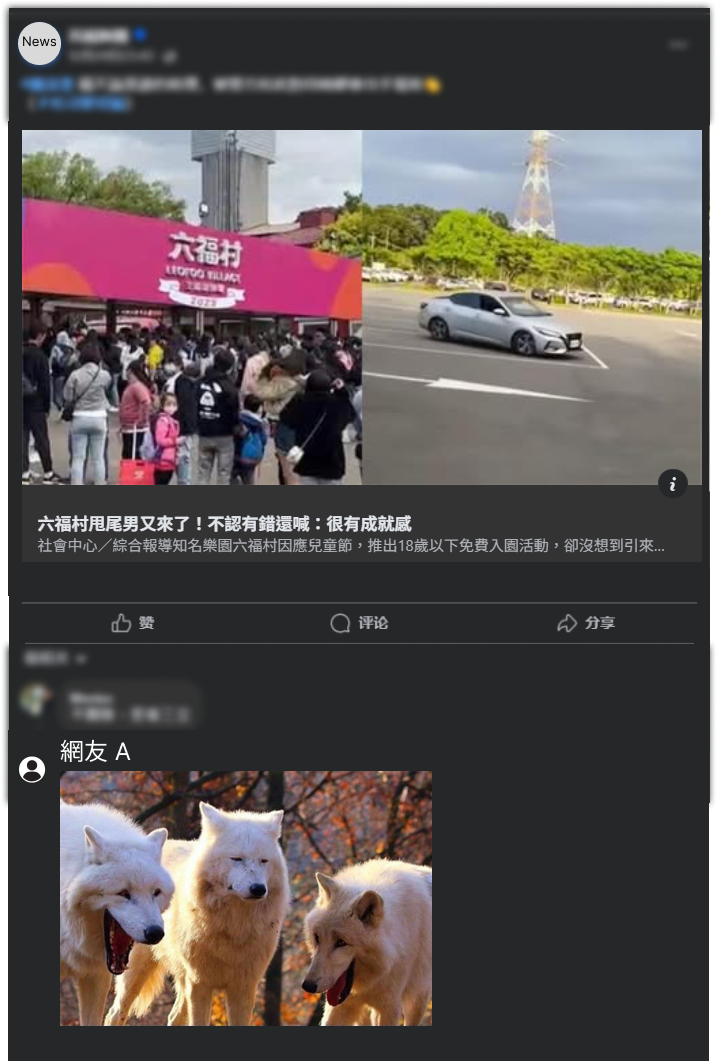 News
六福村
LEOFOO VILLAGE
2023
六福村甩尾男又來了！不認有錯還喊：很有成就感
社會中心／綜合報導知名樂園六福村因應兒童節，推出18歲以下免費入園活動，卻沒想到引來...
赞
评论
分享
網友 A